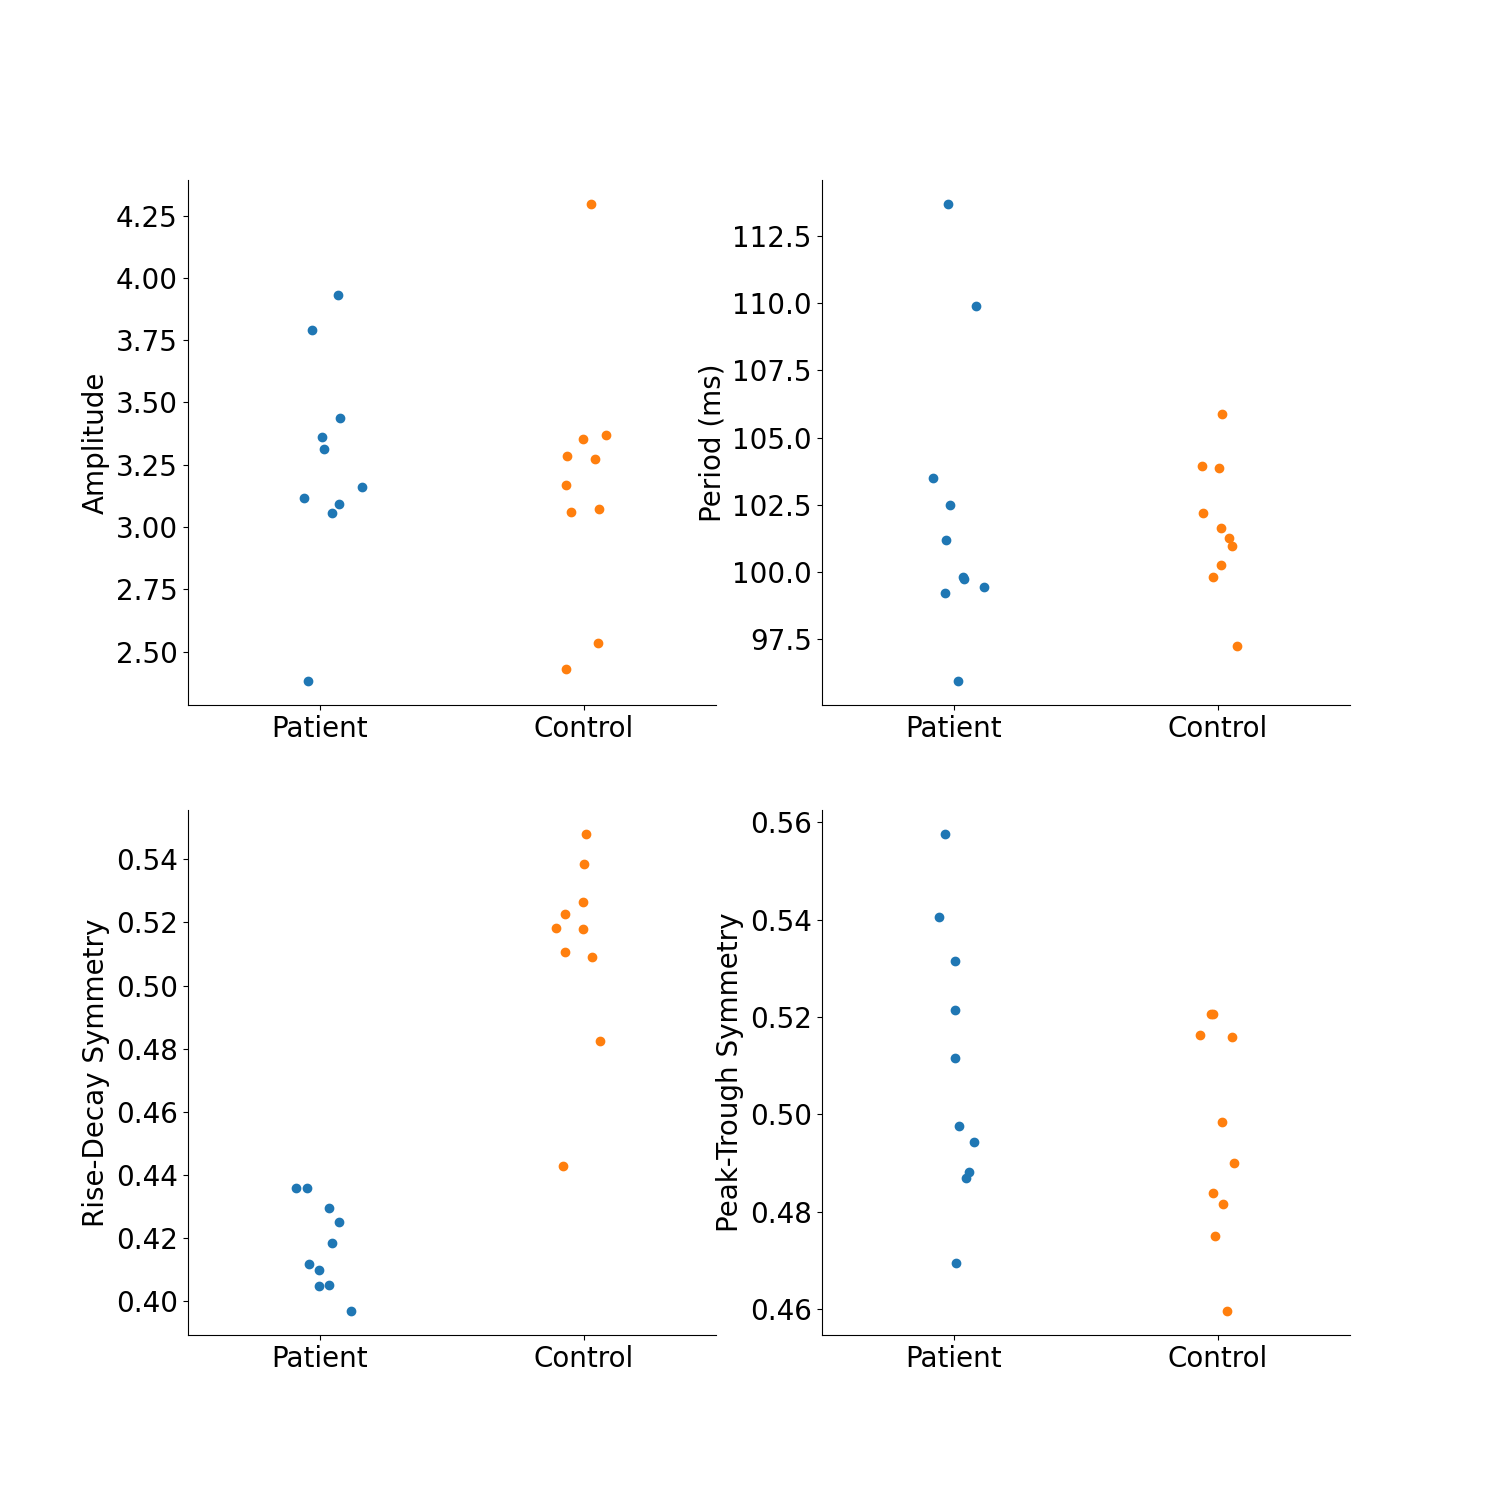 4.25
4.00
3.75
3.50
3.25
3.00
2.75
2.50
Amplitude
Patient
Control
112.5
110.0
107.5
105.0
102.5
100.0
97.5
Period (ms)
Patient
Control
0.54
0.52
0.50
0.48
0.46
0.44
0.42
0.40
Rise-Decay Symmetry
Patient
Control
0.56
0.54
0.52
0.50
0.48
0.46
Peak-Trough Symmetry
Patient
Control